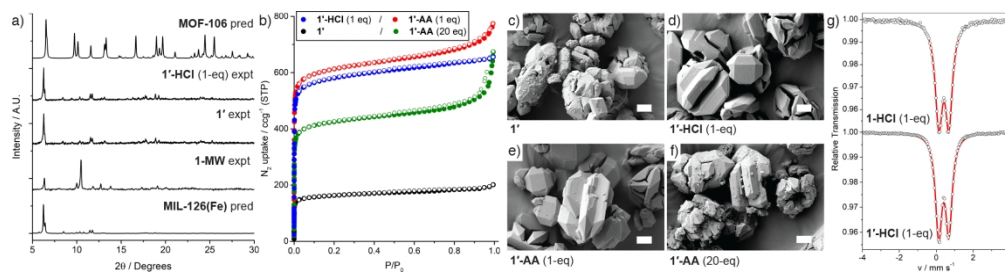 a)
MOF-106 pred
1′-HCl (1-eq) expt
1′ expt
1-MW expt
MIL-126(Fe) pred
Intensity / A.U.
5 10 15 20 25 30
2θ / Degrees
b)
1′-HCl (1 eq) / 1′-AA (1 eq)
1′ / 1′-AA (20 eq)
800
600
400
200
0
N₂ uptake / ccg⁻¹ (STP)
0.0 0.2 0.4 0.6 0.8 1.0
P/P₀
c)
1′
d)
1′-HCl (1-eq)
e)
1′-AA (1-eq)
f)
1′-AA (20-eq)
g)
1.00
0.99
0.97
0.96
1-HCl (1-eq)
1.00
0.99
0.97
0.96
1′-HCl (1-eq)
Relative Transmission
-4 -2 0 2
v / mm s⁻¹